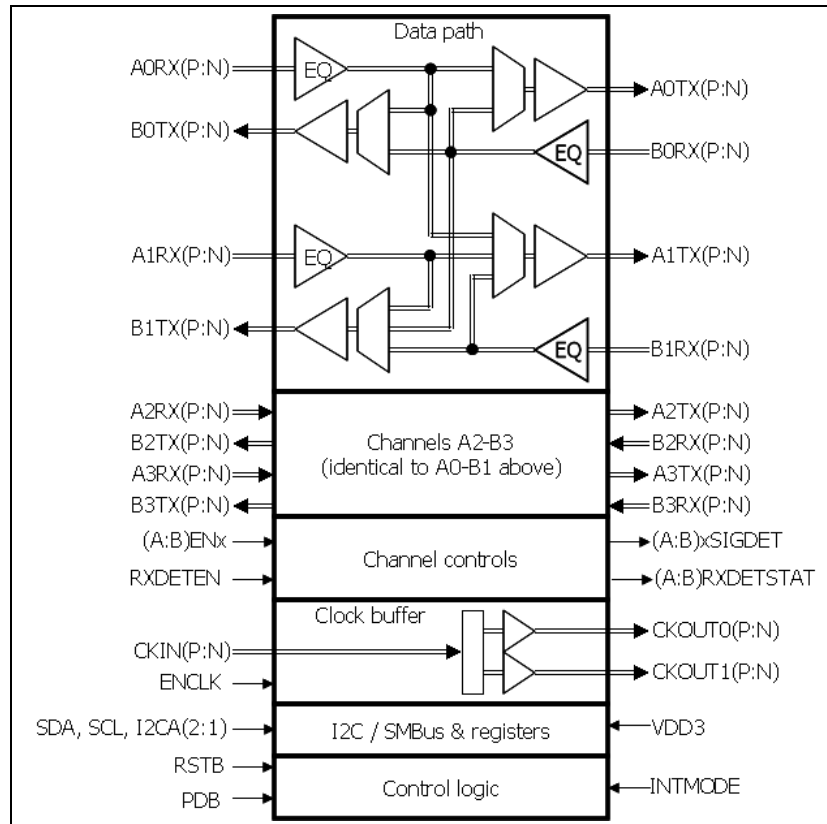 Data path
A0RX(P:N)
EQ
A0TX(P:N)
B0TX(P:N)
EQ
B0RX(P:N)
A1RX(P:N)
EQ
A1TX(P:N)
B1TX(P:N)
EQ
B1RX(P:N)
A2RX(P:N)
B2TX(P:N)
A3RX(P:N)
B3TX(P:N)
Channels A2-B3
(identical to A0-B1 above)
A2TX(P:N)
B2RX(P:N)
A3TX(P:N)
B3RX(P:N)
(A:B)ENx
RXDETEN
Channel controls
(A:B)xSIGDET
(A:B)RXDETSTAT
Clock buffer
CKIN(P:N)
ENCLK
CKOUT0(P:N)
CKOUT1(P:N)
SDA, SCL, I2CA(2:1)
I2C / SMBus & registers
VDD3
RSTB
PDB
Control logic
INTMODE